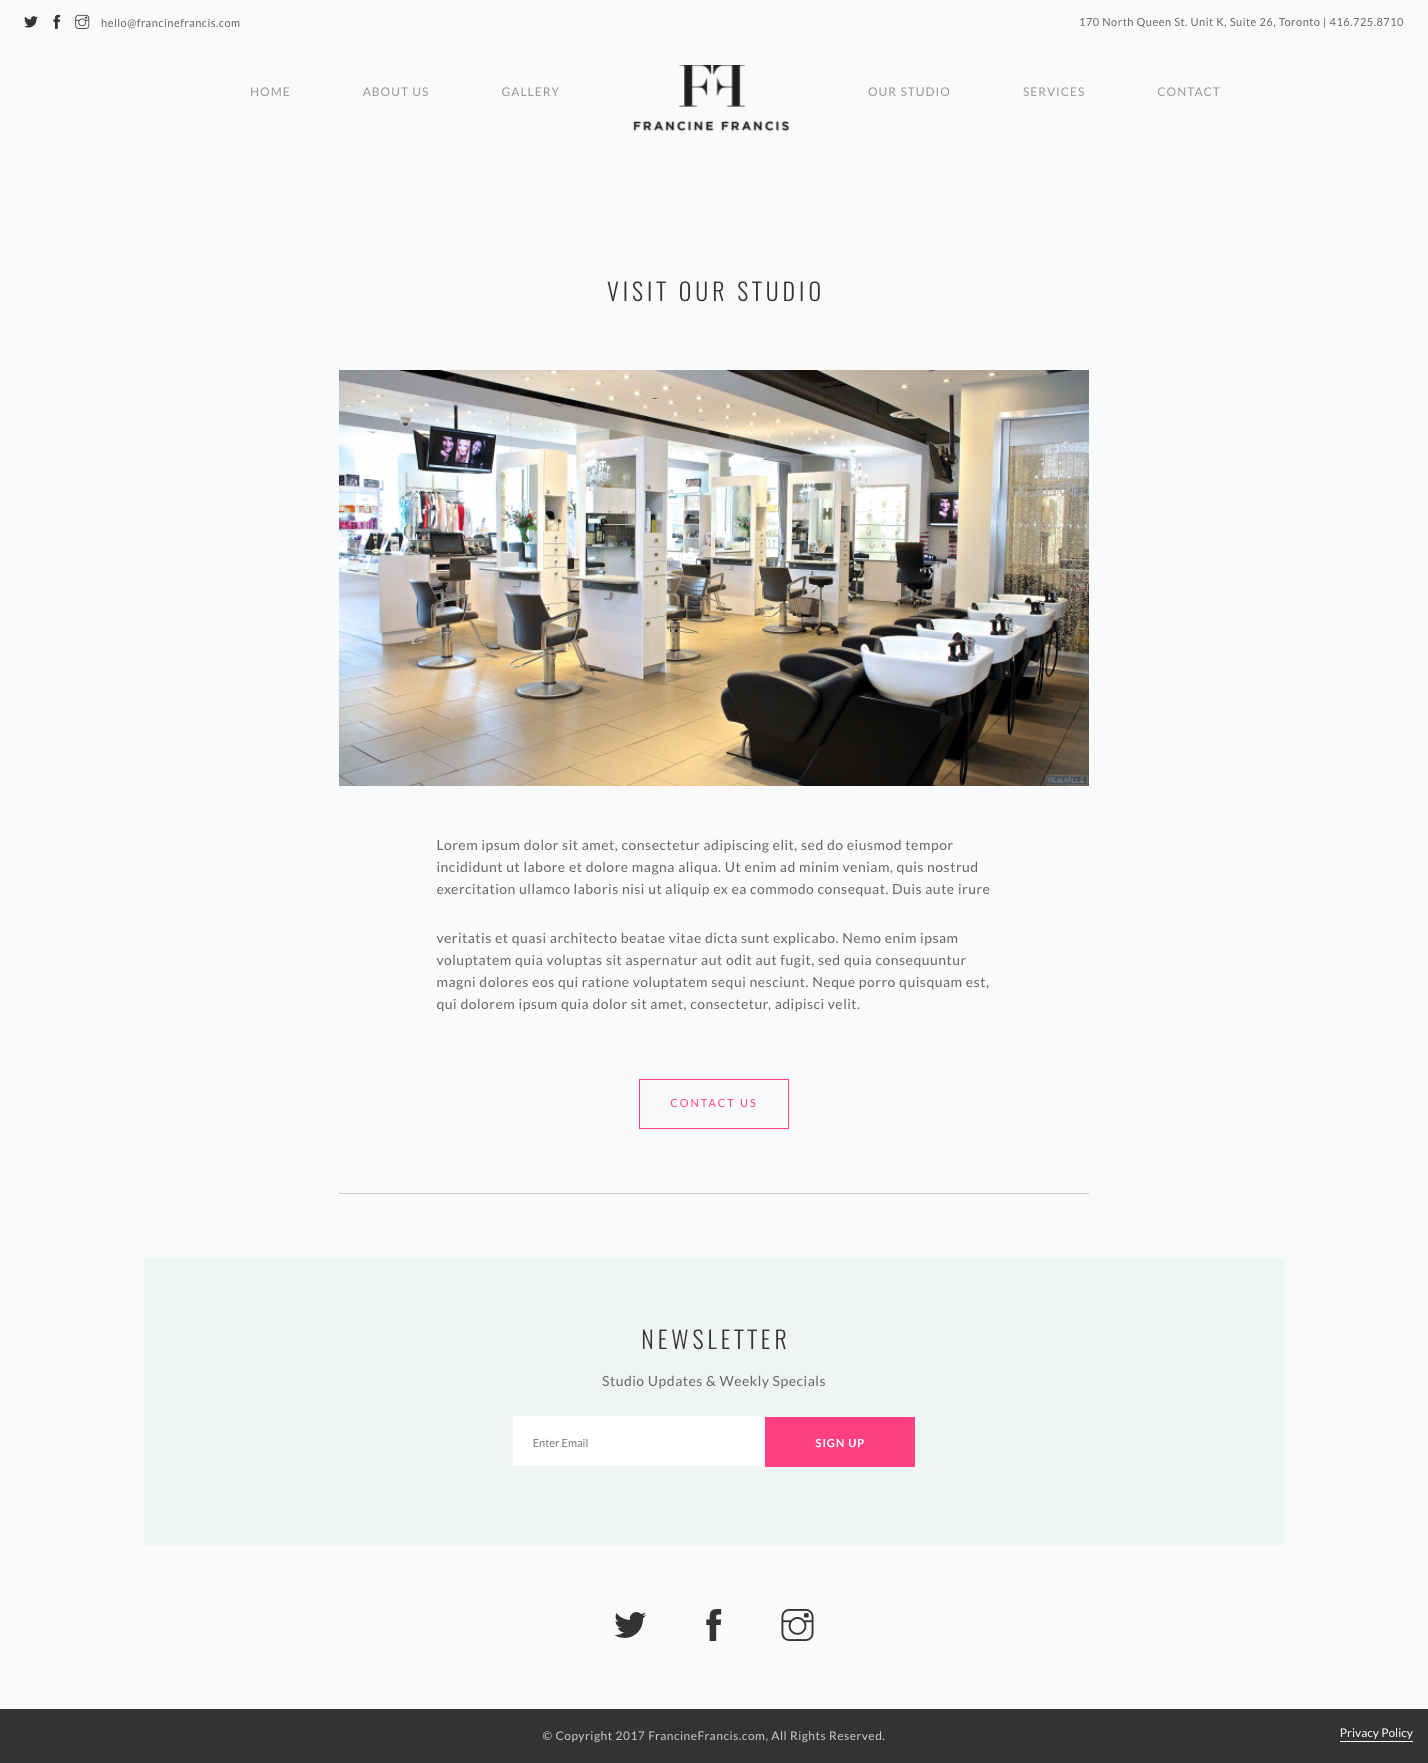 hello@francinefrancis.com
170 North Queen St. Unit K, Suite 26, Toronto | 416.725.8710
HOME
ABOUT US
GALLERY
FF
FRANCINE FRANCIS
OUR STUDIO
SERVICES
CONTACT
VISIT OUR STUDIO
Lorem ipsum dolor sit amet, consectetur adipiscing elit, sed do eiusmod tempor
incididunt ut labore et dolore magna aliqua. Ut enim ad minim veniam, quis nostrud
exercitation ullamco laboris nisi ut aliquip ex ea commodo consequat. Duis aute irure
veritatis et quasi architecto beatae vitae dicta sunt explicabo. Nemo enim ipsam
voluptatem quia voluptas sit aspernatur aut odit aut fugit, sed quia consequuntur
magni dolores eos qui ratione voluptatem sequi nesciunt. Neque porro quisquam est,
qui dolorem ipsum quia dolor sit amet, consectetur, adipisci velit.
CONTACT US
NEWSLETTER
Studio Updates & Weekly Specials
Enter Email
SIGN UP
© Copyright 2017 FrancineFrancis.com, All Rights Reserved.
Privacy Policy